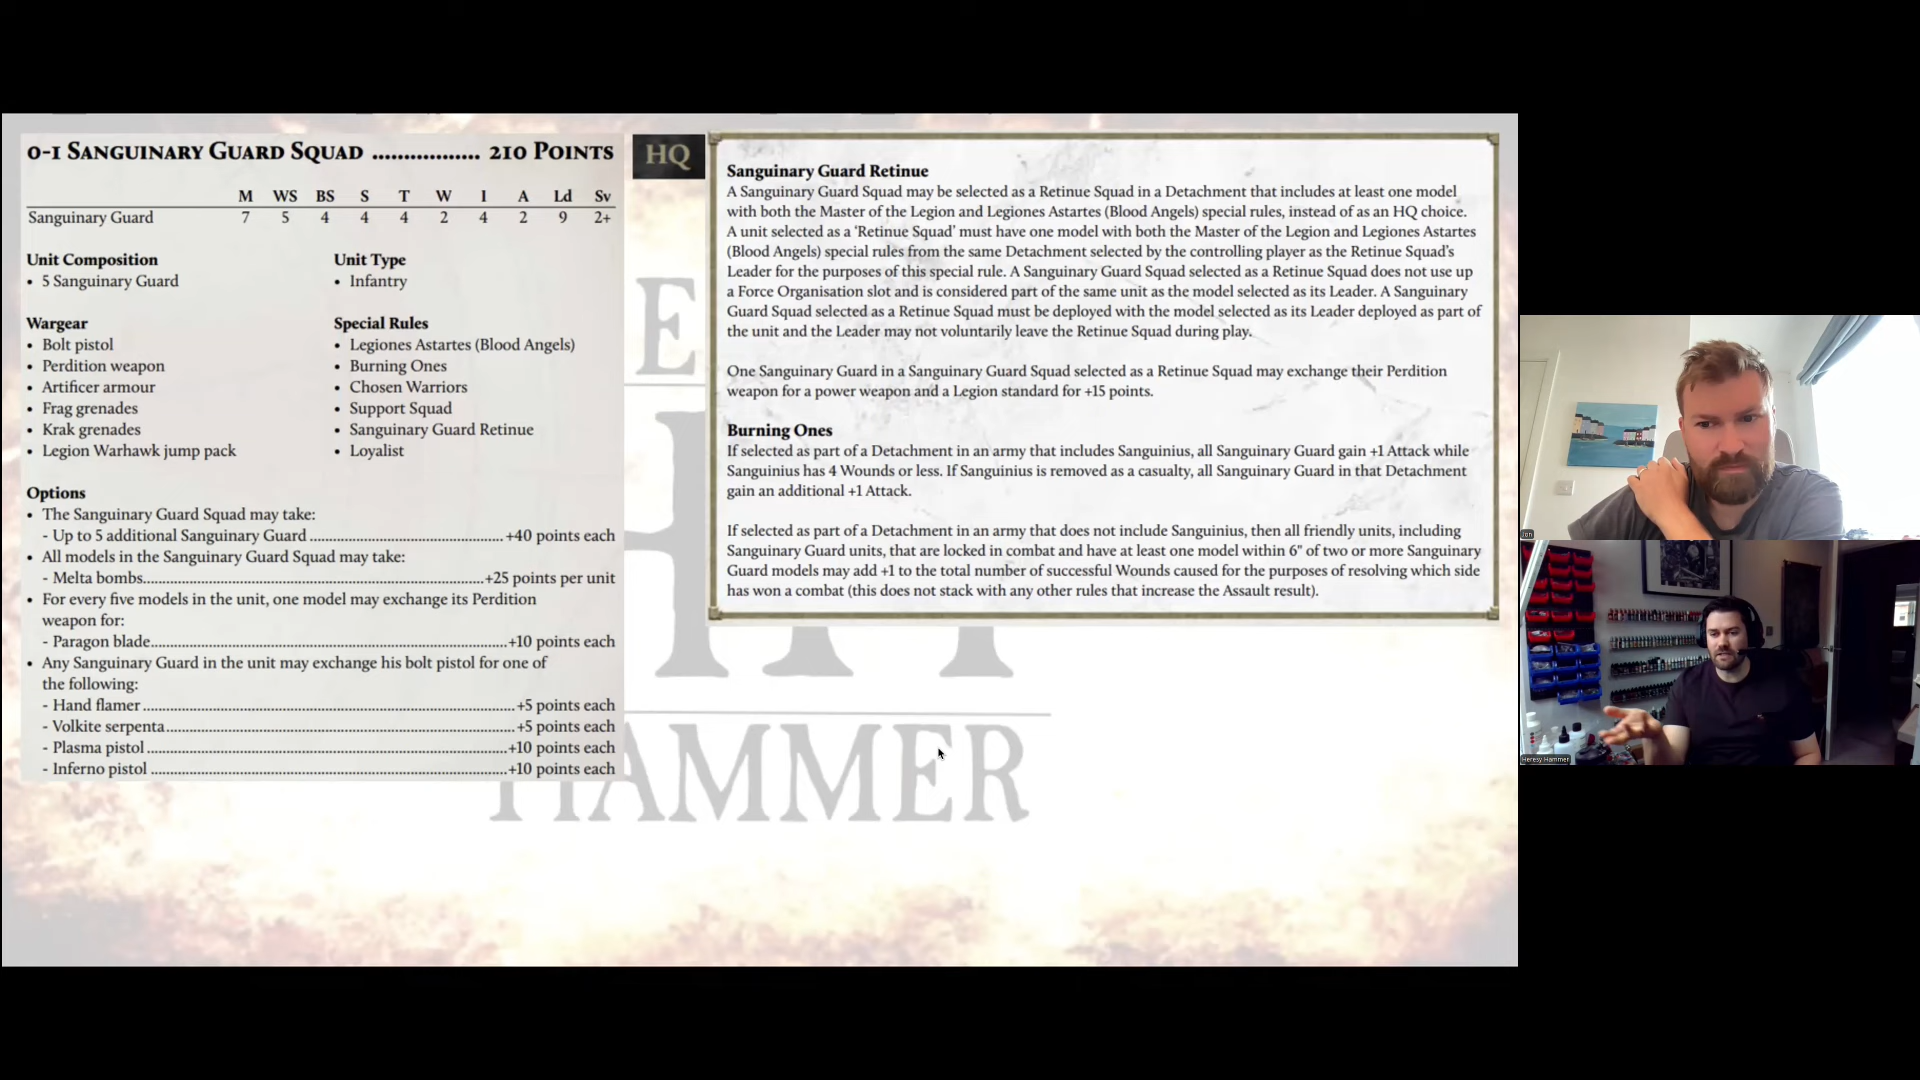 0-1 Sanguinary Guard Squad ................. 210 Points
M WS BS S T W I A Ld Sv
Sanguinary Guard 7 5 4 4 4 2 4 2 9 2+
Unit Composition
• 5 Sanguinary Guard
Unit Type
• Infantry
Wargear
• Bolt pistol
• Perdition weapon
• Artificer armour
• Frag grenades
• Krak grenades
• Legion Warhawk jump pack
Special Rules
• Legiones Astartes (Blood Angels)
• Burning Ones
• Chosen Warriors
• Support Squad
• Sanguinary Guard Retinue
• Loyalist
Options
• The Sanguinary Guard Squad may take:
- Up to 5 additional Sanguinary Guard ........ +40 points each
• All models in the Sanguinary Guard Squad may take:
- Melta bombs........ +25 points per unit
• For every five models in the unit, one model may exchange its Perdition
weapon for:
- Paragon blade........ +10 points each
• Any Sanguinary Guard in the unit may exchange his bolt pistol for one of
the following:
- Hand flamer ........ +5 points each
- Volkite serpenta........ +5 points each
- Plasma pistol ........ +10 points each
- Inferno pistol ........ +10 points each
HQ
Sanguinary Guard Retinue
A Sanguinary Guard Squad may be selected as a Retinue Squad in a Detachment that includes at least one model
with both the Master of the Legion and Legiones Astartes (Blood Angels) special rules, instead of as an HQ choice.
A unit selected as a ‘Retinue Squad’ must have one model with both the Master of the Legion and Legiones Astartes
(Blood Angels) special rules from the same Detachment selected by the controlling player as the Retinue Squad’s
Leader for the purposes of this special rule. A Sanguinary Guard Squad selected as a Retinue Squad does not use up
a Force Organisation slot and is considered part of the same unit as the model selected as its Leader. A Sanguinary
Guard Squad selected as a Retinue Squad must be deployed with the model selected as its Leader deployed as part of
the unit and the Leader may not voluntarily leave the Retinue Squad during play.
One Sanguinary Guard in a Sanguinary Guard Squad selected as a Retinue Squad may exchange their Perdition
weapon for a power weapon and a Legion standard for +15 points.
Burning Ones
If selected as part of a Detachment in an army that includes Sanguinius, all Sanguinary Guard gain +1 Attack while
Sanguinius has 4 Wounds or less. If Sanguinius is removed as a casualty, all Sanguinary Guard in that Detachment
gain an additional +1 Attack.
If selected as part of a Detachment in an army that does not include Sanguinius, then all friendly units, including
Sanguinary Guard units, that are locked in combat and have at least one model within 6" of two or more Sanguinary
Guard models may add +1 to the total number of successful Wounds caused for the purposes of resolving which side
has won a combat (this does not stack with any other rules that increase the Assault result).
HAMMER
Jon
Heresy Hammer